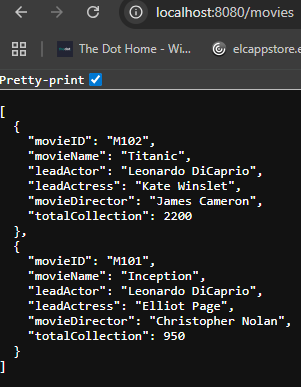 localhost:8080/movies
The Dot Home - Wi... elcappstore.e
Pretty-print
[
  {
    "movieID": "M102",
    "movieName": "Titanic",
    "leadActor": "Leonardo DiCaprio",
    "leadActress": "Kate Winslet",
    "movieDirector": "James Cameron",
    "totalCollection": 2200
  },
  {
    "movieID": "M101",
    "movieName": "Inception",
    "leadActor": "Leonardo DiCaprio",
    "leadActress": "Elliot Page",
    "movieDirector": "Christopher Nolan",
    "totalCollection": 950
  }
]